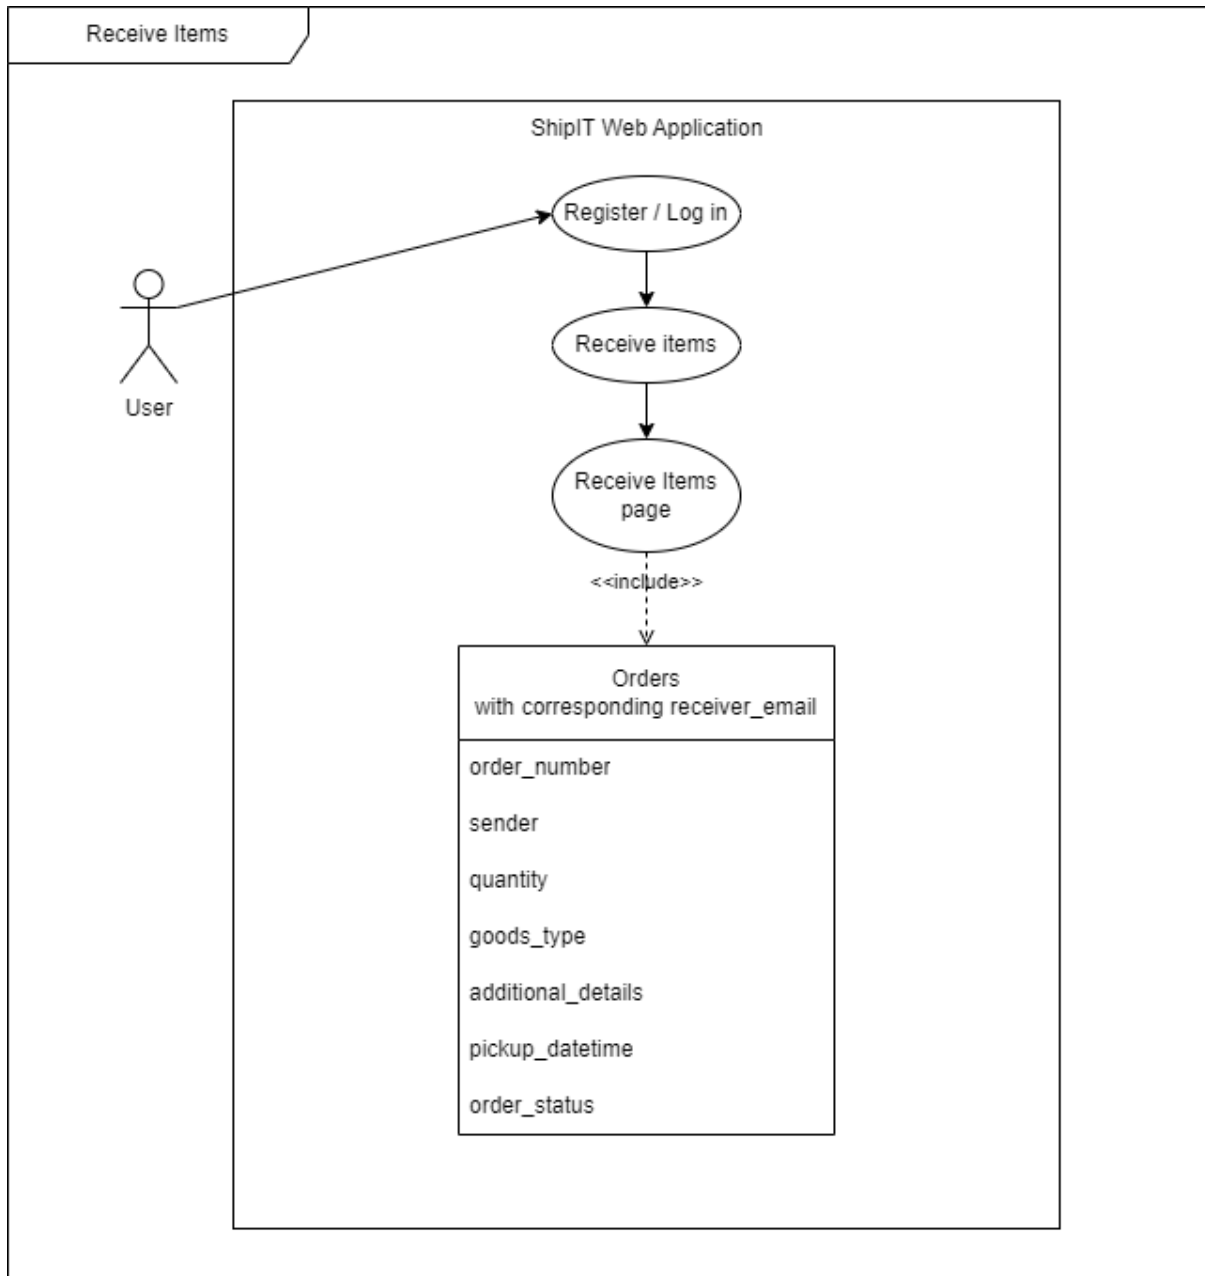 Receive Items
ShipIT Web Application
Register / Log in
Receive items
User
Receive Items
page
<<include>>
Orders
with corresponding receiver_email
order_number
sender
quantity
goods_type
additional_details
pickup_datetime
order_status